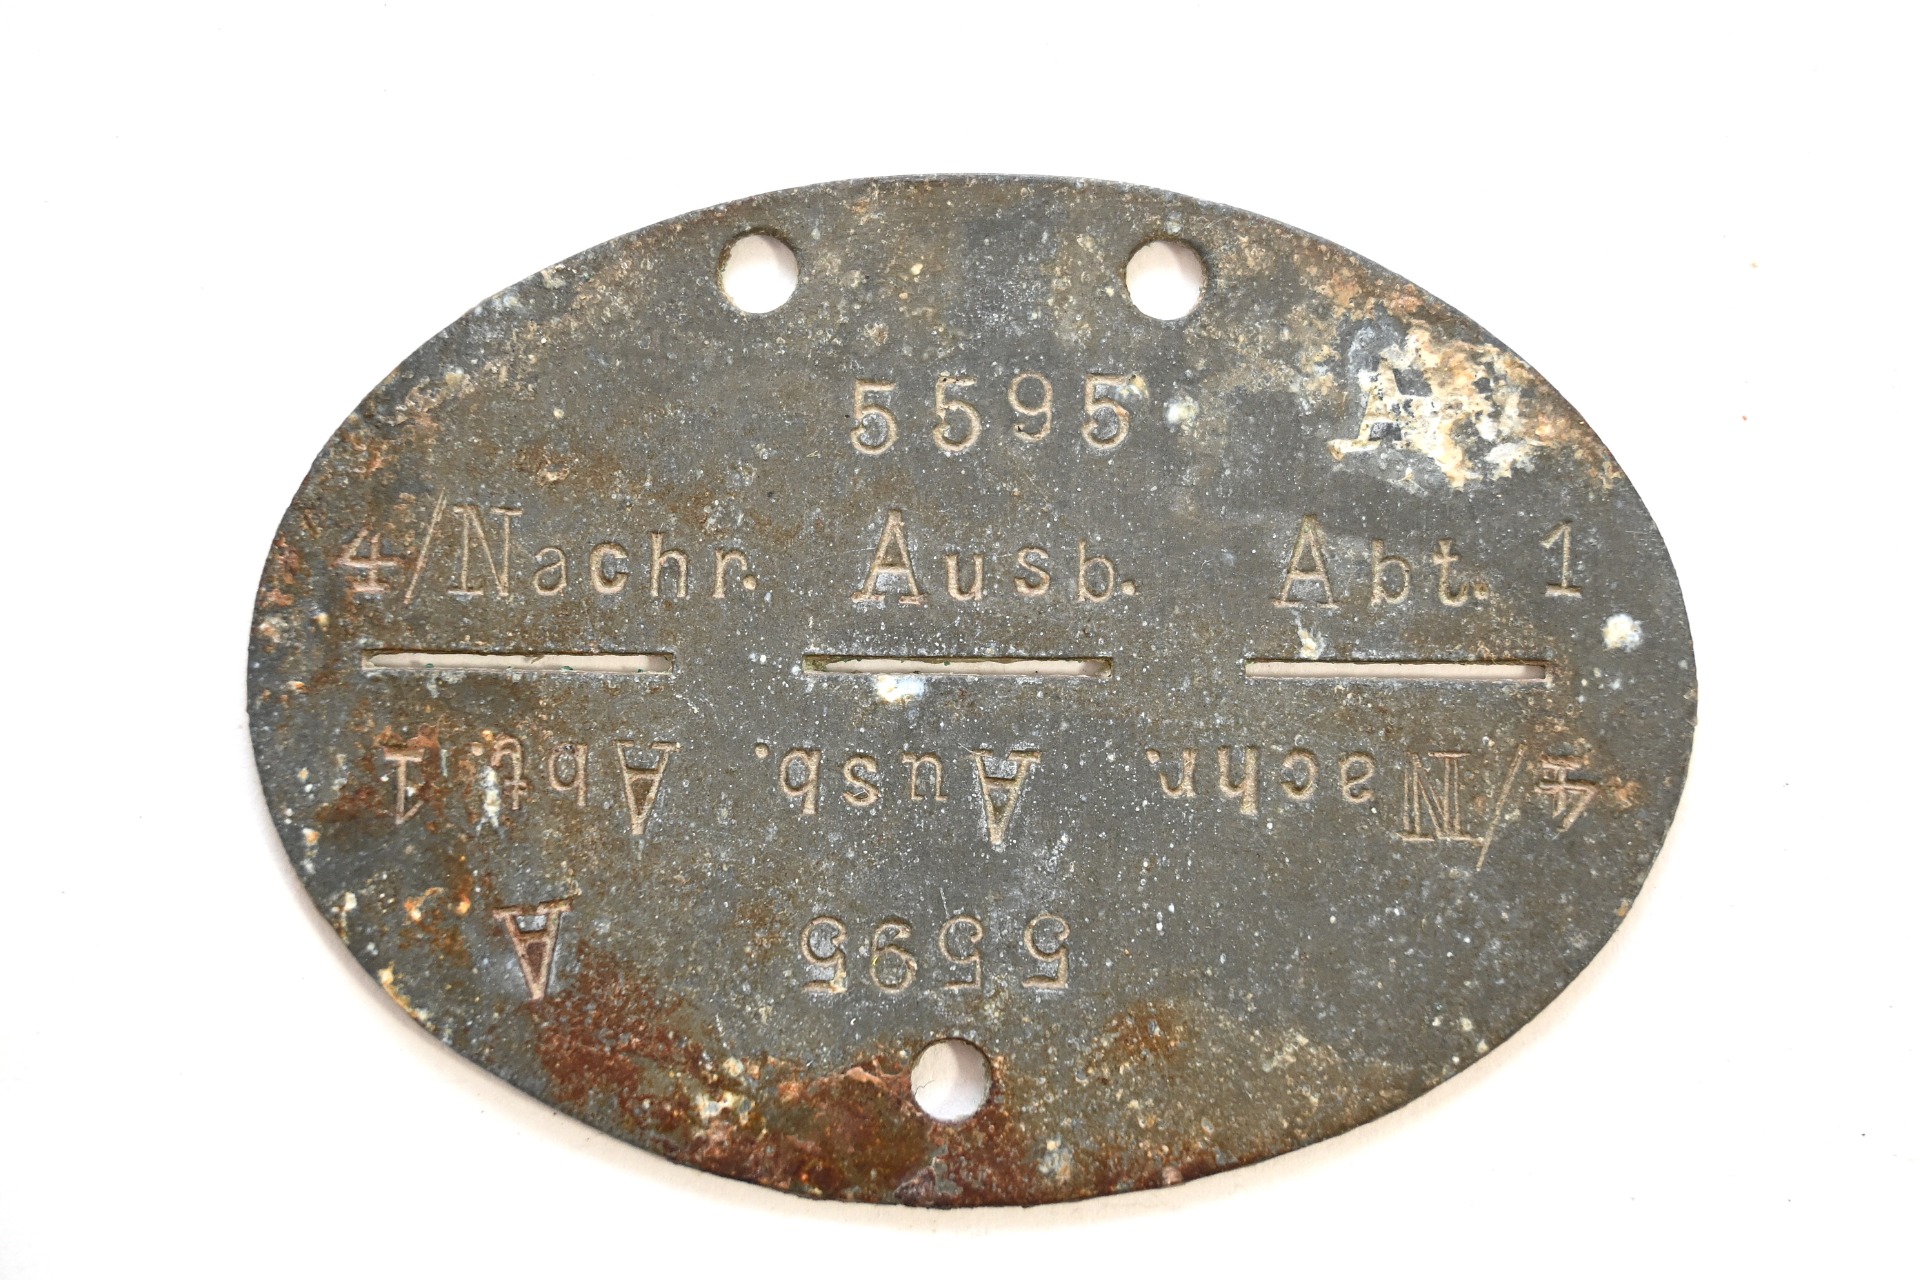 5595 A
4/Nachr. Ausb. Abt. 1
4/Nachr. Ausb. Abt. 1
5595 A